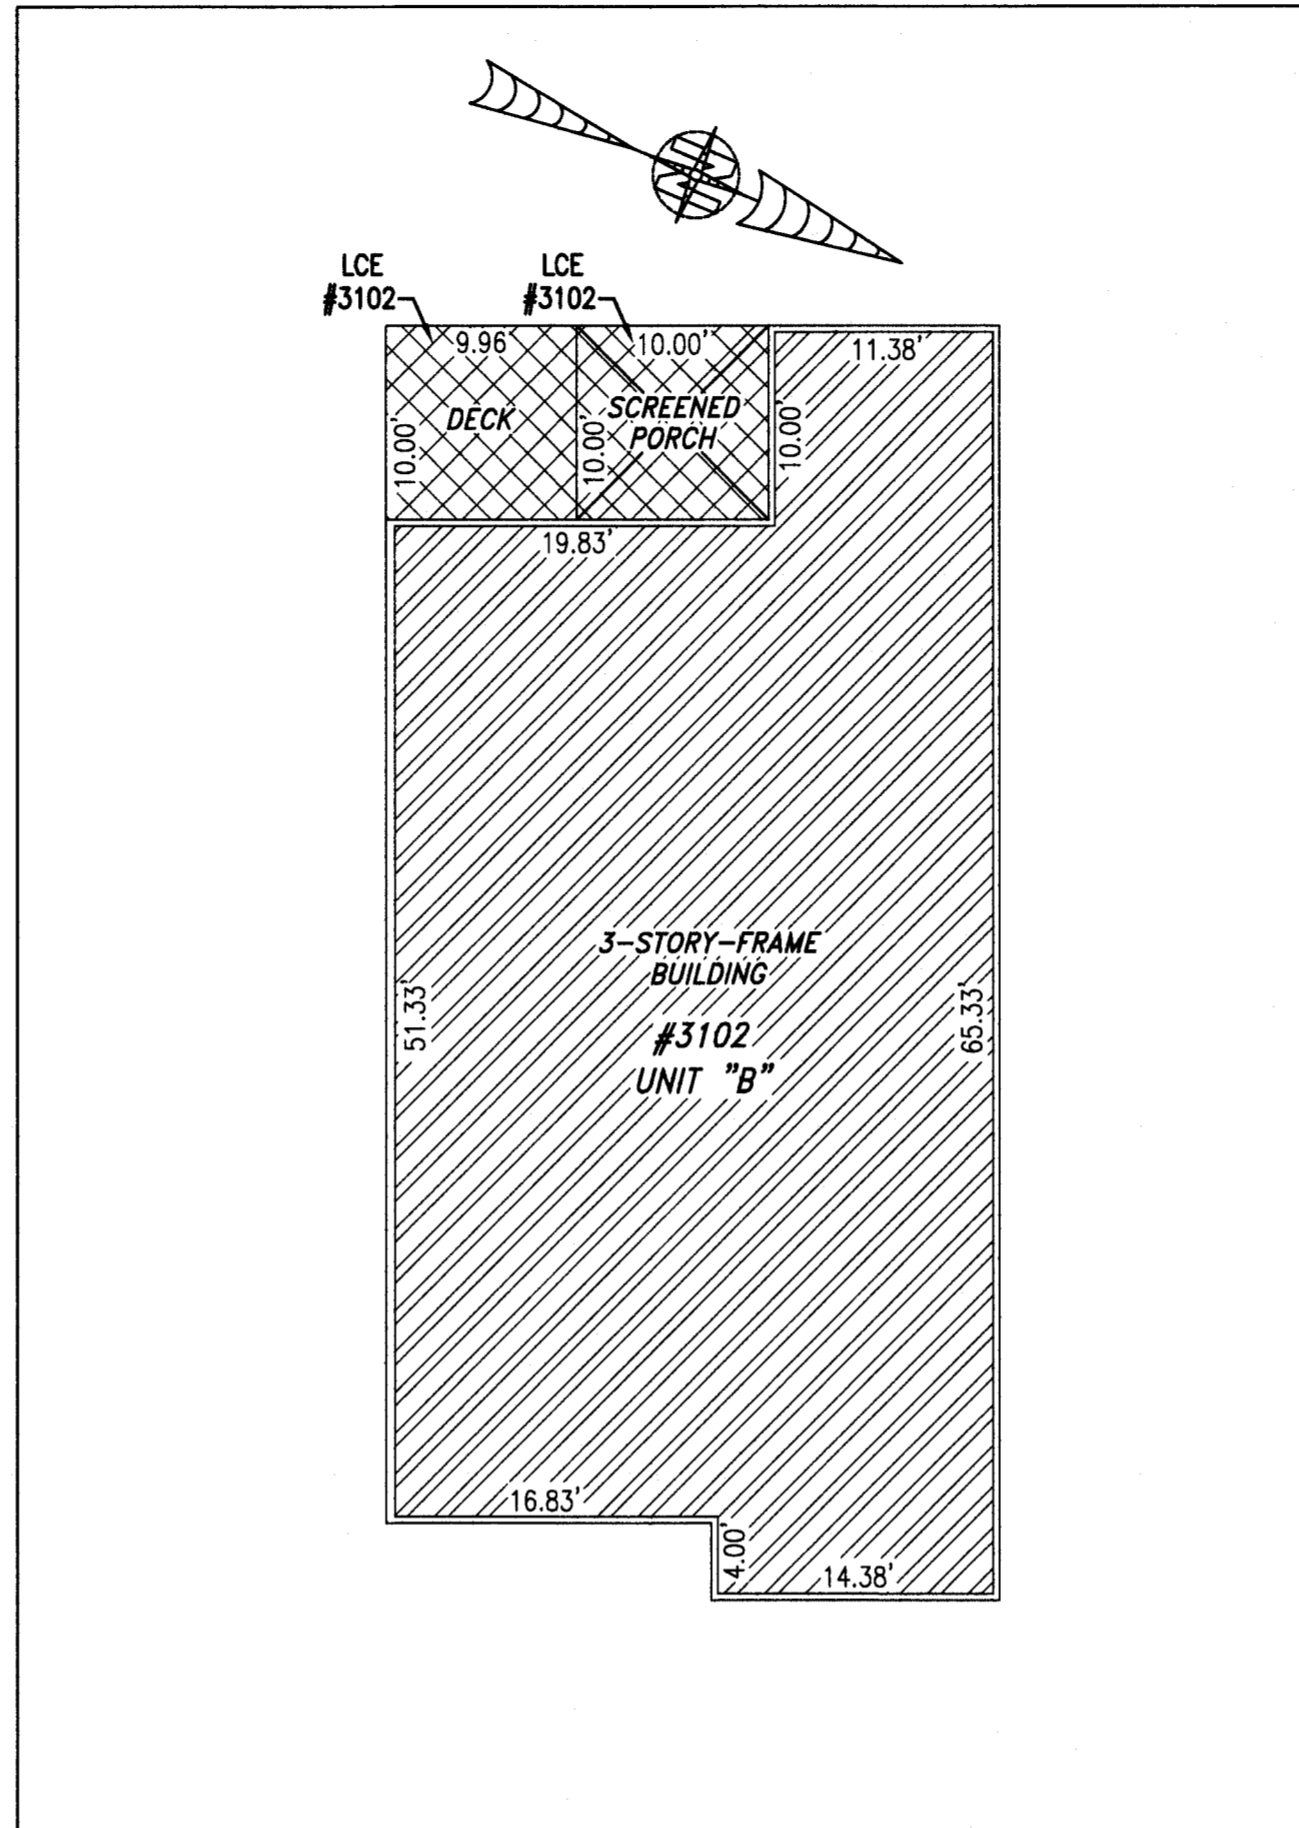 N
LCE
#3102
LCE
#3102
9.96'
10.00'
11.38'
DECK
SCREENED
PORCH
10.00'
10.00'
10.00'
19.83'
3-STORY-FRAME
BUILDING
#3102
UNIT "B"
51.33'
65.33'
16.83'
4.00'
14.38'